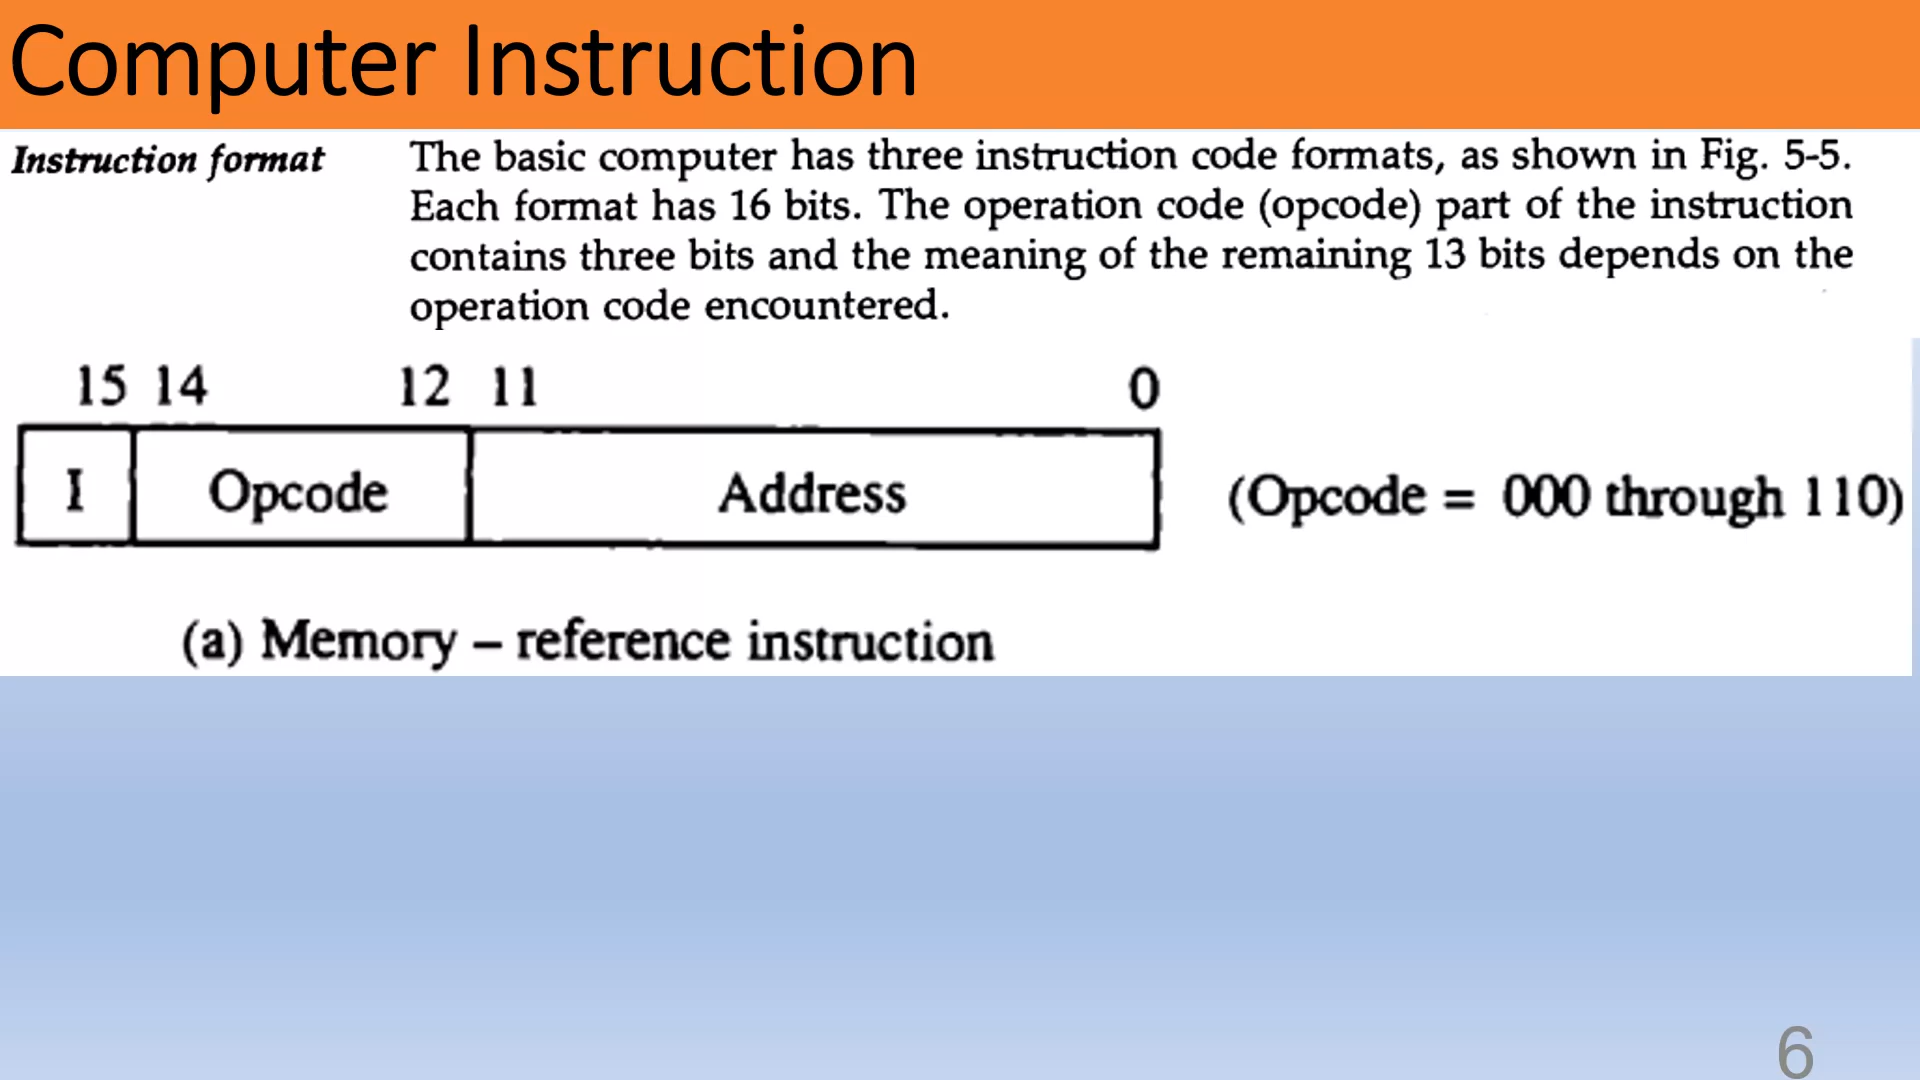 Computer Instruction
Instruction format
The basic computer has three instruction code formats, as shown in Fig. 5-5.
Each format has 16 bits. The operation code (opcode) part of the instruction
contains three bits and the meaning of the remaining 13 bits depends on the
operation code encountered.
15 14 12 11 0
I Opcode Address (Opcode = 000 through 110)
(a) Memory – reference instruction
6